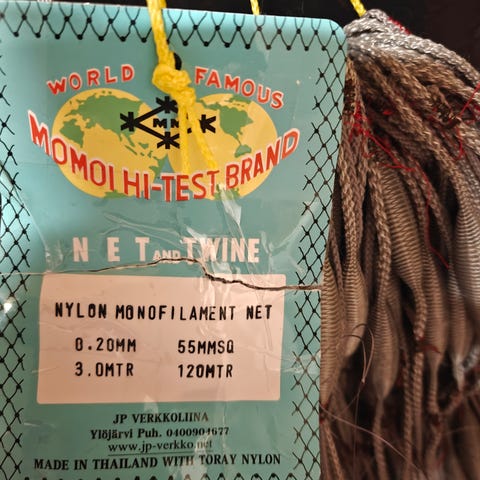 WORLD FAMOUS
MOMOI HI-TEST BRAND
NET AND TWINE
NYLON MONOFILAMENT NET
0.20MM 55MMSQ
3.0MTR 120MTR
JP VERKKOLIINA
Ylöjärvi Puh. 0400904677
www.jp-verkko.net
MADE IN THAILAND WITH TORAY NYLON